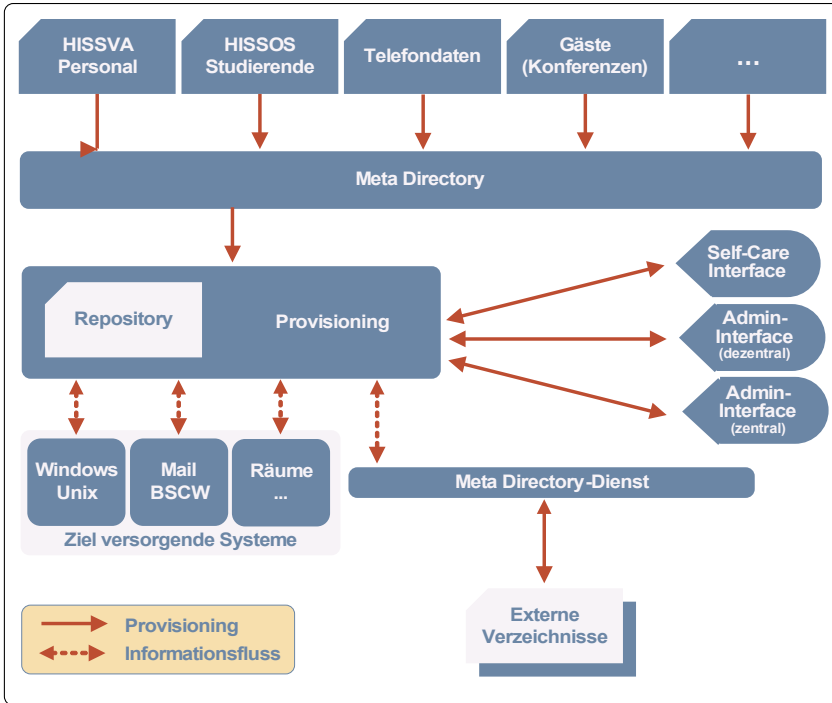 HISSVA
Personal
HISSOS
Studierende
Telefondaten
Gäste
(Konferenzen)
...
Meta Directory
Repository
Provisioning
Self-Care
Interface
Admin-
Interface
(dezentral)
Admin-
Interface
(zentral)
Windows
Unix
Mail
BSCW
Räume
...
Ziel versorgende Systeme
Meta Directory-Dienst
Externe
Verzeichnisse
Provisioning
Informationsfluss